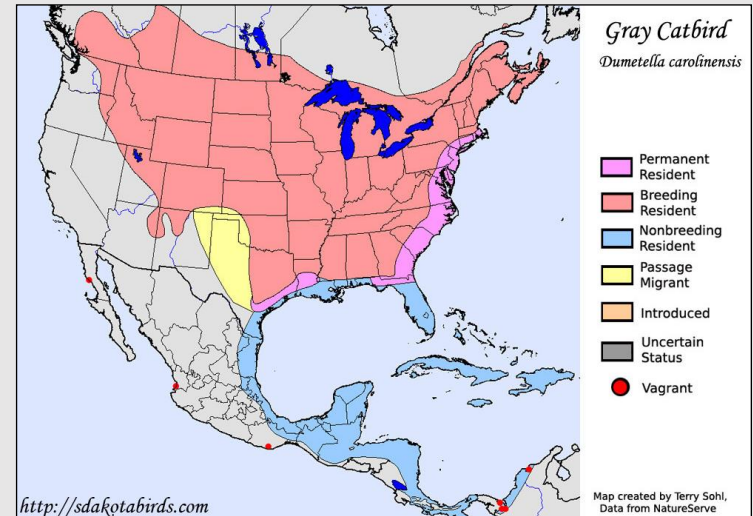 Gray Catbird
Dumetella carolinensis
Permanent
Resident
Breeding
Resident
Nonbreeding
Resident
Passage
Migrant
Introduced
Uncertain
Status
Vagrant
http://sdakotabirds.com
Map created by Terry Sohl,
Data from NatureServe